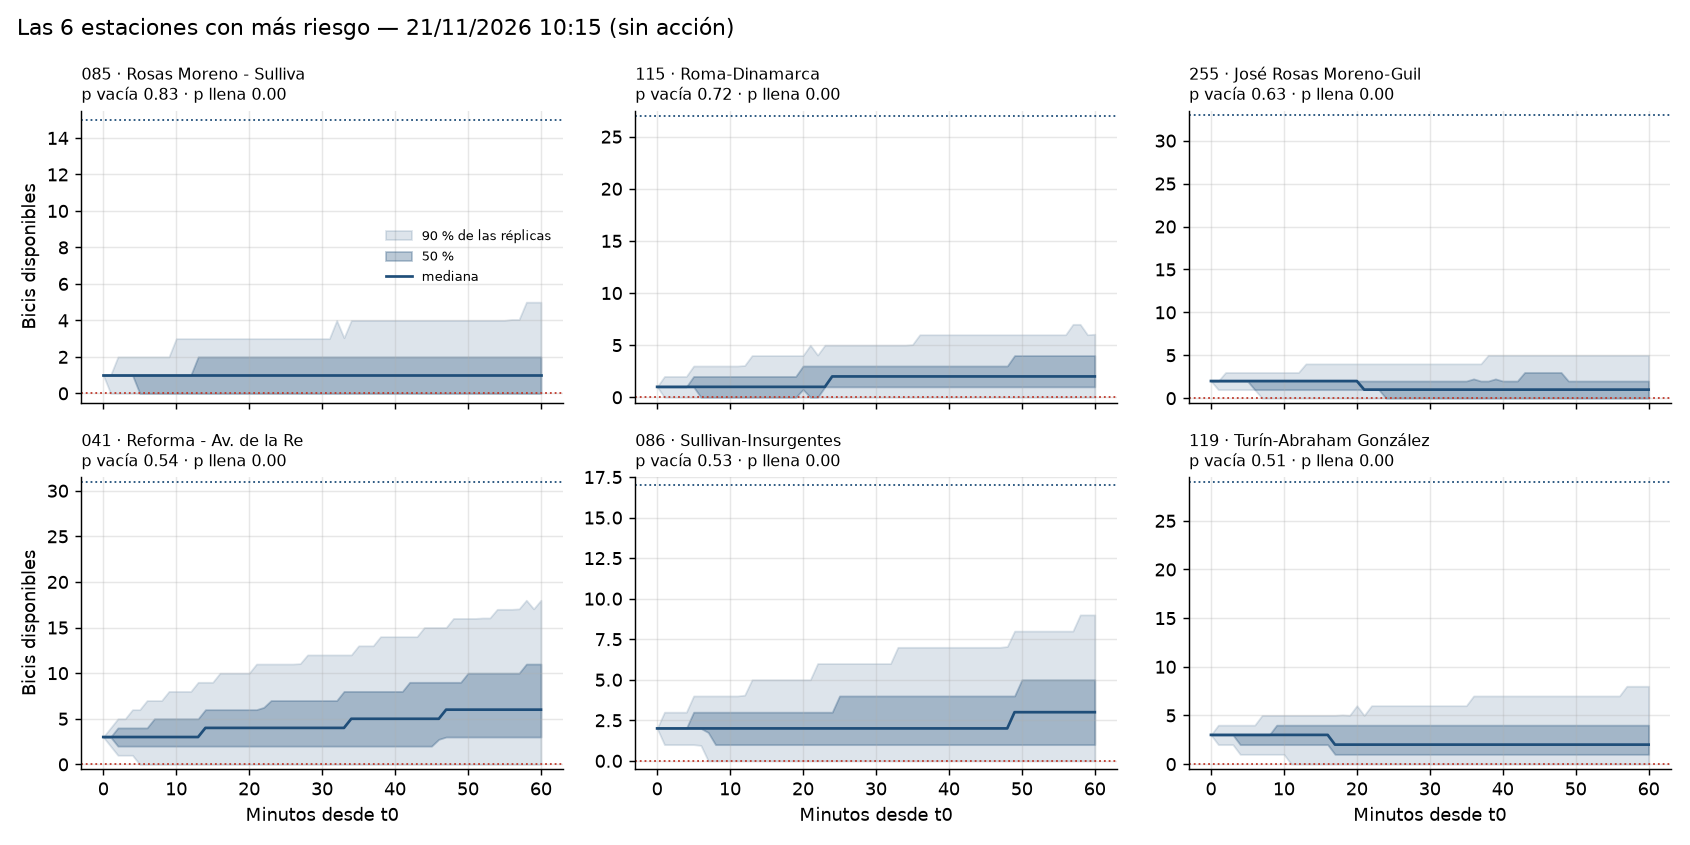 Las 6 estaciones con más riesgo — 21/11/2026 10:15 (sin acción)
085 · Rosas Moreno - Sulliva
p vacía 0.83 · p llena 0.00
Bicis disponibles
14
12
10
8
6
4
2
0
90 % de las réplicas
50 %
mediana
115 · Roma-Dinamarca
p vacía 0.72 · p llena 0.00
25
20
15
10
5
0
255 · José Rosas Moreno-Guil
p vacía 0.63 · p llena 0.00
30
25
20
15
10
5
0
041 · Reforma - Av. de la Re
p vacía 0.54 · p llena 0.00
Bicis disponibles
30
25
20
15
10
5
0
0 10 20 30 40 50 60
Minutos desde t0
086 · Sullivan-Insurgentes
p vacía 0.53 · p llena 0.00
17.5
15.0
12.5
10.0
7.5
5.0
2.5
0.0
0 10 20 30 40 50 60
Minutos desde t0
119 · Turín-Abraham González
p vacía 0.51 · p llena 0.00
25
20
15
10
5
0
0 10 20 30 40 50 60
Minutos desde t0